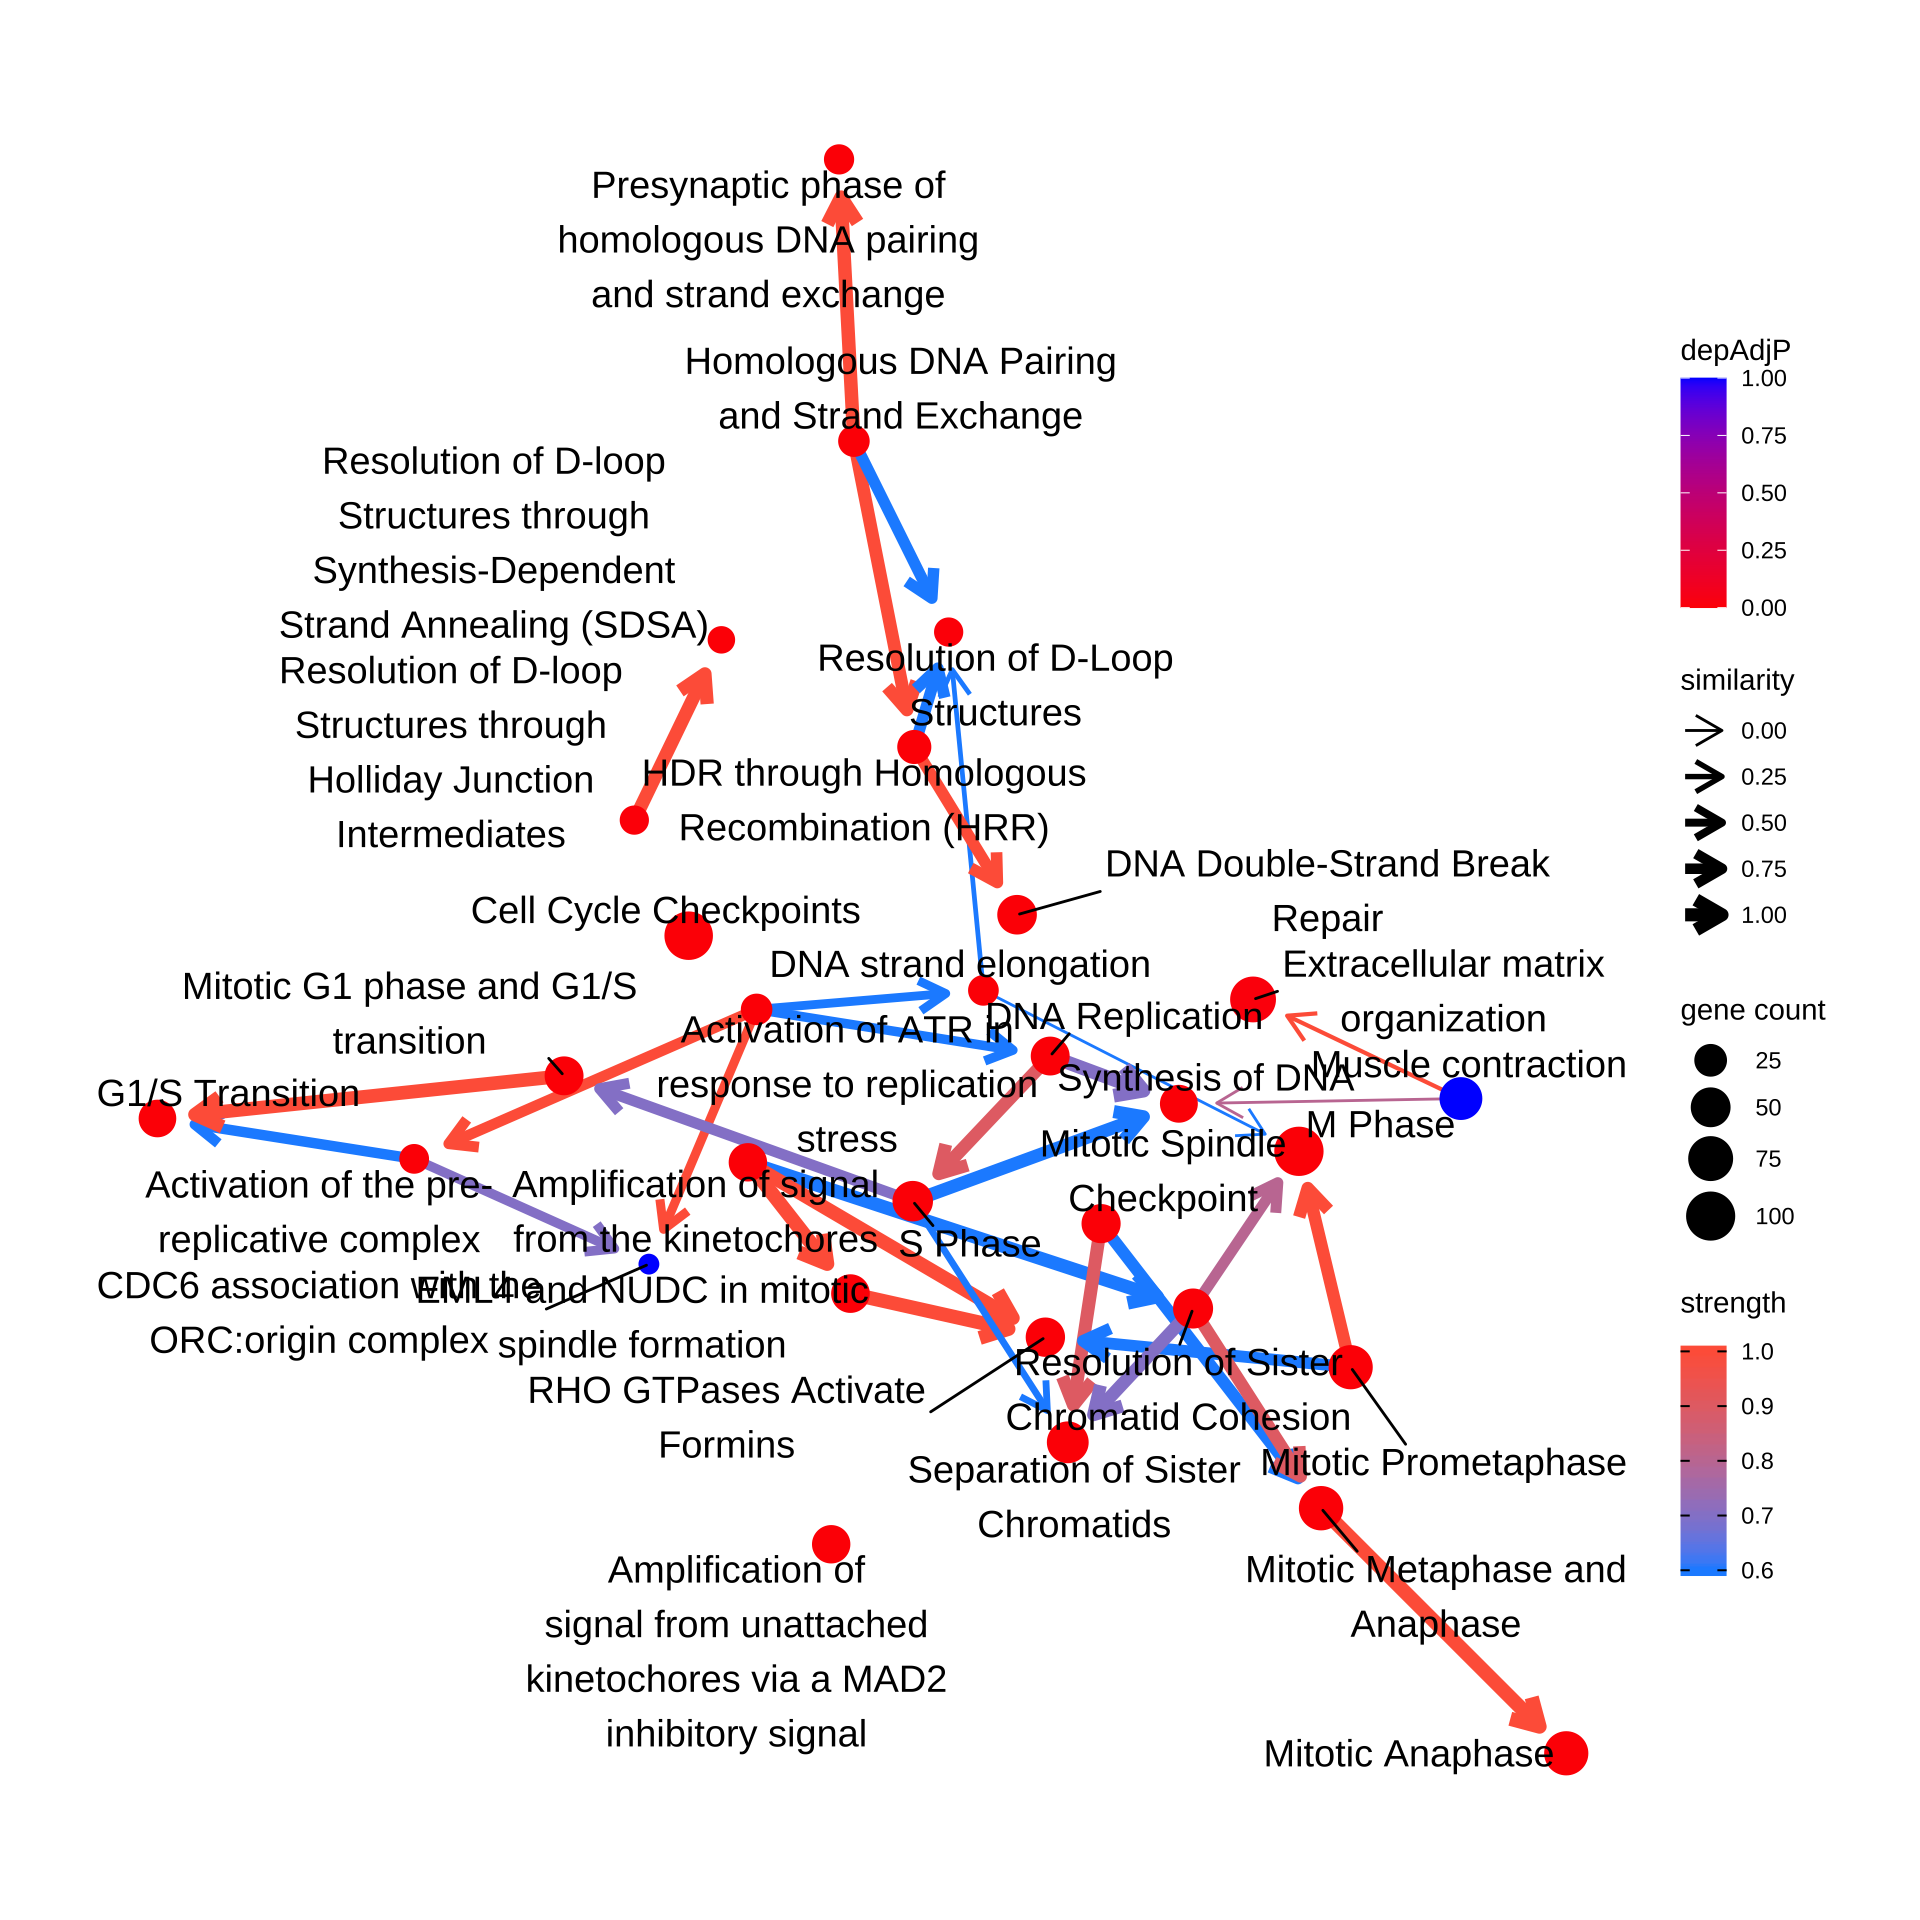 Presynaptic phase of
homologous DNA pairing
and strand exchange
Homologous DNA Pairing
and Strand Exchange
Resolution of D-loop
Structures through
Synthesis-Dependent
Strand Annealing (SDSA)
Resolution of D-loop
Structures through
Holliday Junction
Intermediates
Resolution of D-Loop
Structures
HDR through Homologous
Recombination (HRR)
DNA Double-Strand Break
Repair
Cell Cycle Checkpoints
DNA strand elongation
Extracellular matrix
organization
Mitotic G1 phase and G1/S
transition
DNA Replication
Activation of ATR in
response to replication
stress
Muscle contraction
Synthesis of DNA
G1/S Transition
M Phase
Mitotic Spindle
Checkpoint
Activation of the pre-
replicative complex
Amplification of signal
from the kinetochores
S Phase
CDC6 association with the
ORC:origin complex
EML4 and NUDC in mitotic
spindle formation
RHO GTPases Activate
Formins
Resolution of Sister
Chromatid Cohesion
Mitotic Prometaphase
Separation of Sister
Chromatids
Amplification of
signal from unattached
kinetochores via a MAD2
inhibitory signal
Mitotic Metaphase and
Anaphase
Mitotic Anaphase
depAdjP
1.00
0.75
0.50
0.25
0.00
similarity
0.00
0.25
0.50
0.75
1.00
gene count
25
50
75
100
strength
1.0
0.9
0.8
0.7
0.6